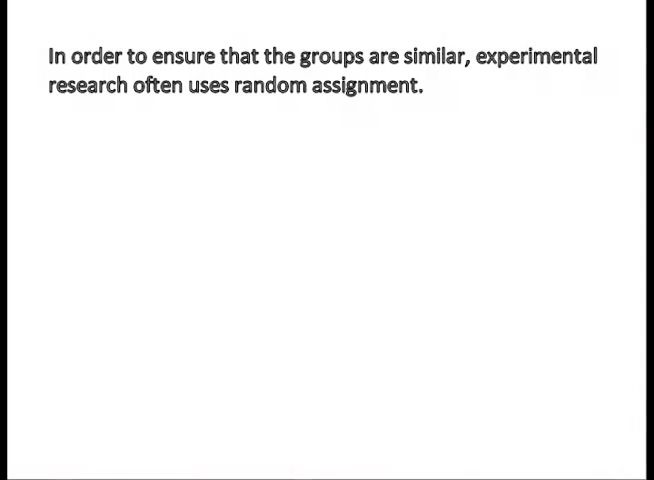 In order to ensure that the groups are similar, experimental
research often uses random assignment.